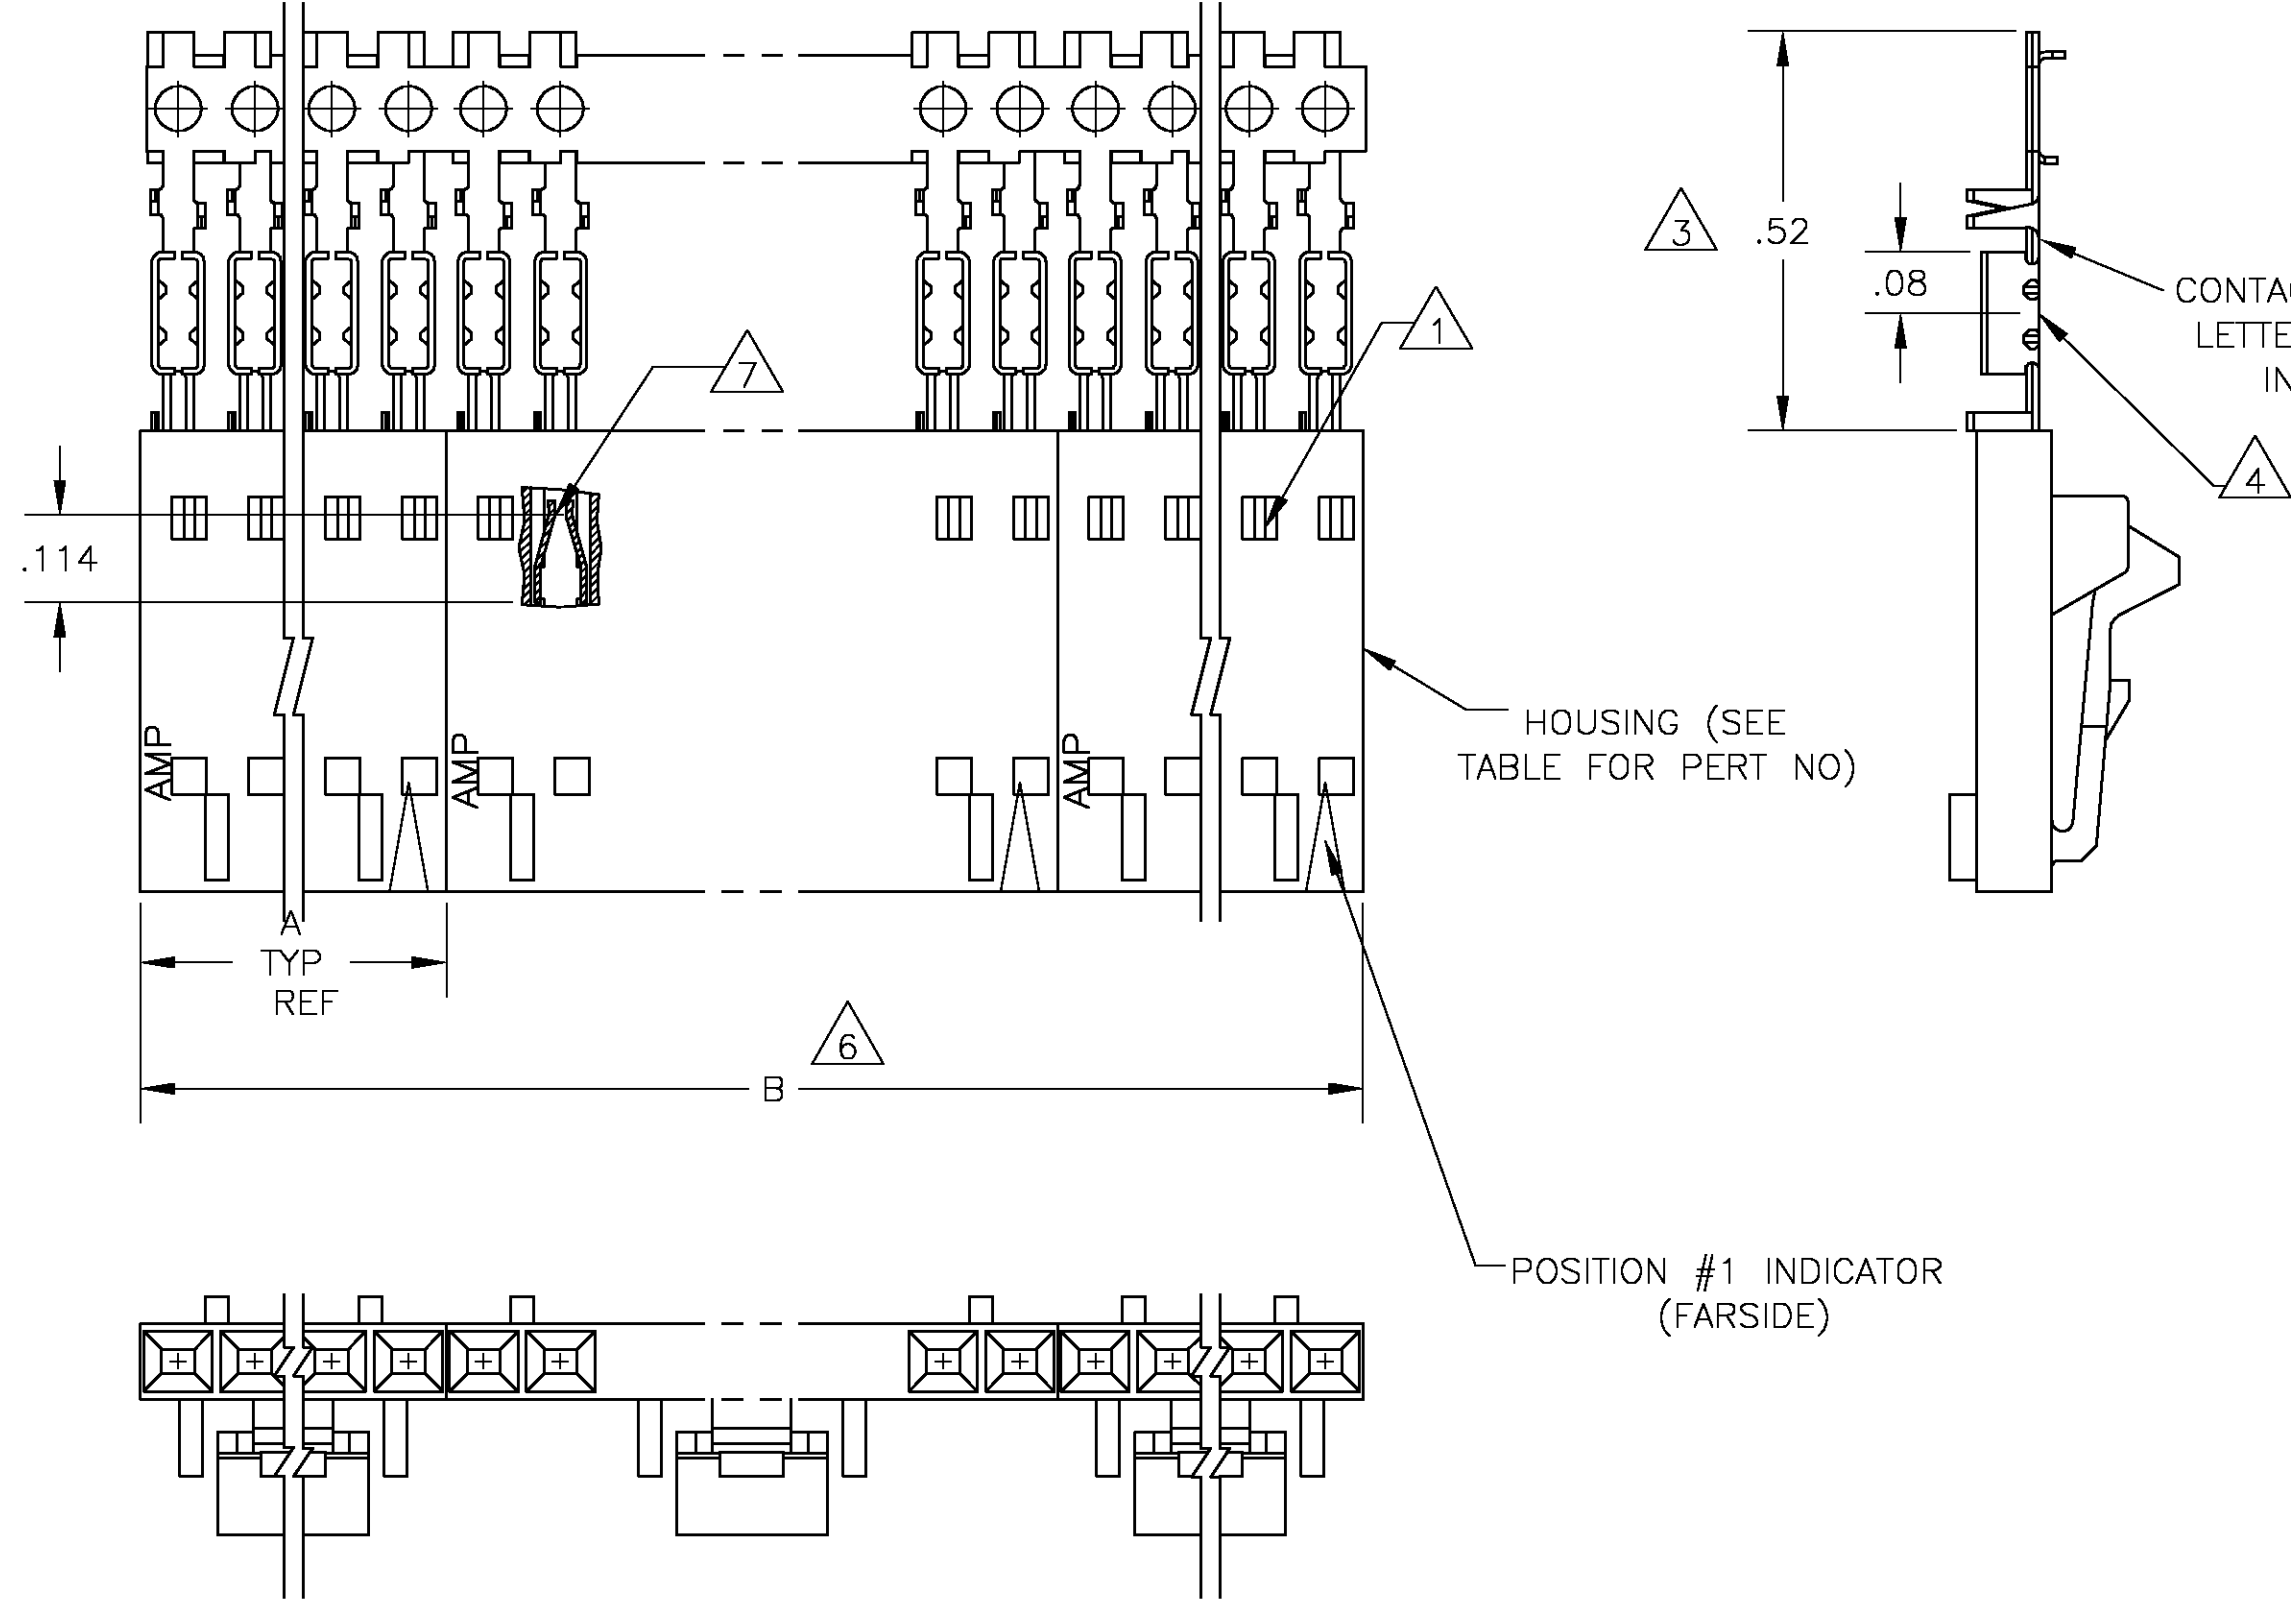 3
.52
.08
1
CONTA
LETTE
IN
7
4
.114
AMP
AMP
AMP
HOUSING (SEE
TABLE FOR PERT NO)
A
TYP
REF
6
B
POSITION #1 INDICATOR
(FARSIDE)